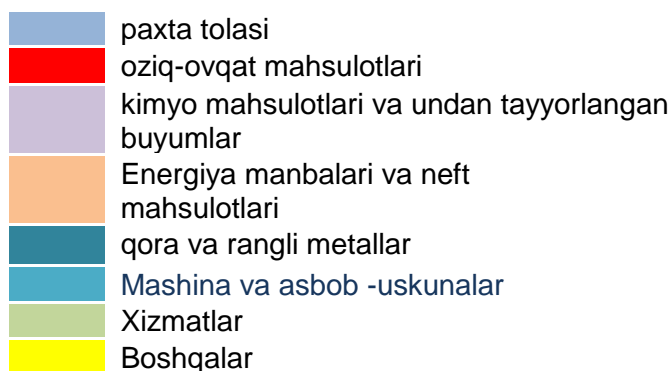 paxta tolasi
oziq-ovqat mahsulotlari
kimyo mahsulotlari va undan tayyorlangan
buyumlar
Energiya manbalari va neft
mahsulotlari
qora va rangli metallar
Mashina va asbob -uskunalar
Xizmatlar
Boshqalar